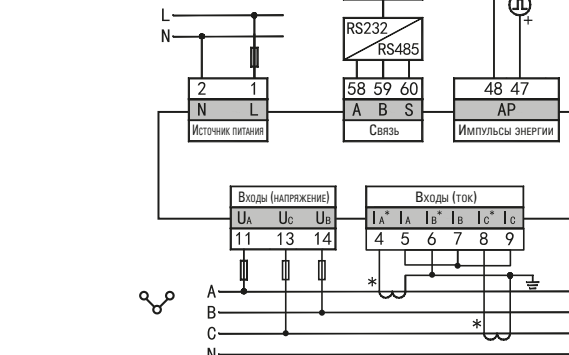 L
N
RS232
RS485
+
2 1
N L
Источник питания
58 59 60
A B S
Связь
48 47
AP
Импульсы энергии
Входы (напряжение)
UA UC UB
11 13 14
Входы (ток)
IA* IA IB* IB IC* IC
4 5 6 7 8 9
*
A
B
*
C
N